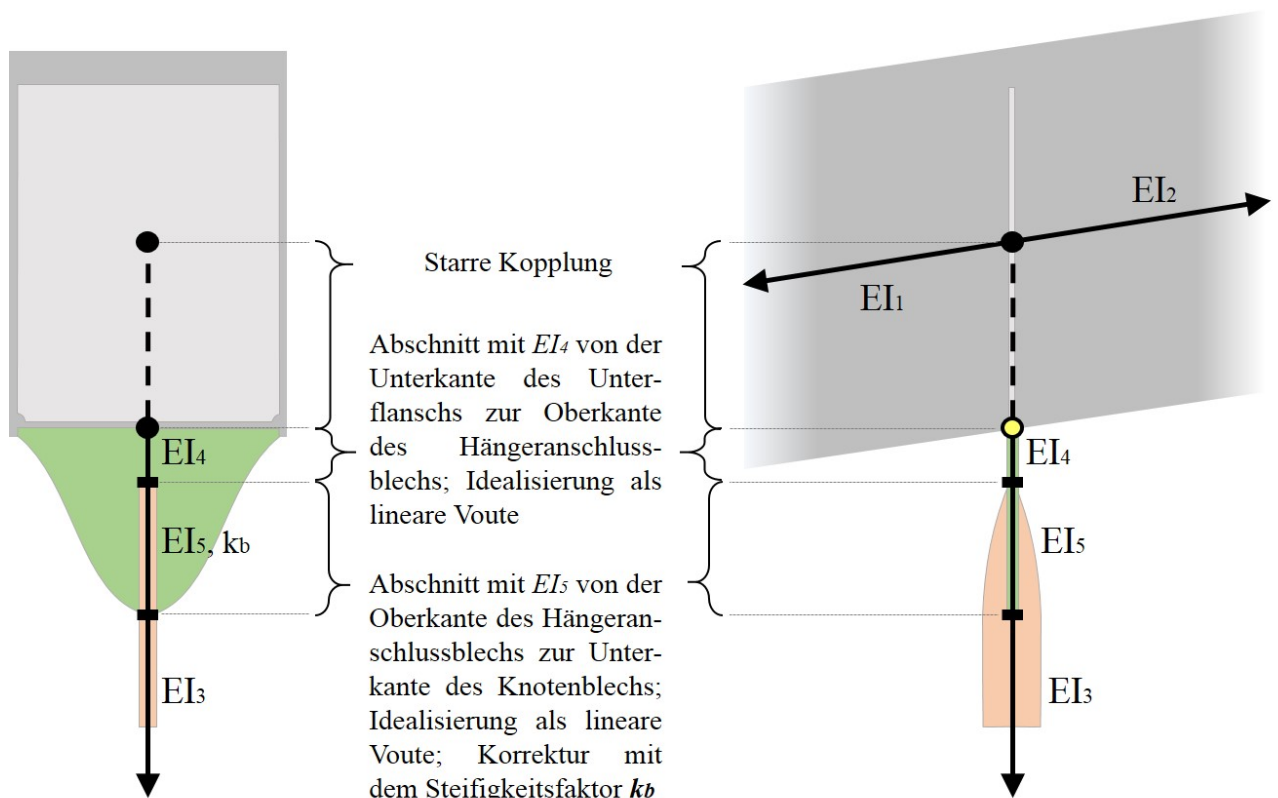 EI4
EI5, kb
EI3
Starre Kopplung
Abschnitt mit EI4 von der
Unterkante des Unter-
flanschs zur Oberkante
des Hängeranschluss-
blechs; Idealisierung als
lineare Voute
Abschnitt mit EI5 von der
Oberkante des Hängeran-
schlussblechs zur Unter-
kante des Knotenblechs;
Idealisierung als lineare
Voute; Korrektur mit
dem Steifigkeitsfaktor kb
EI2
EI1
EI4
EI5
EI3